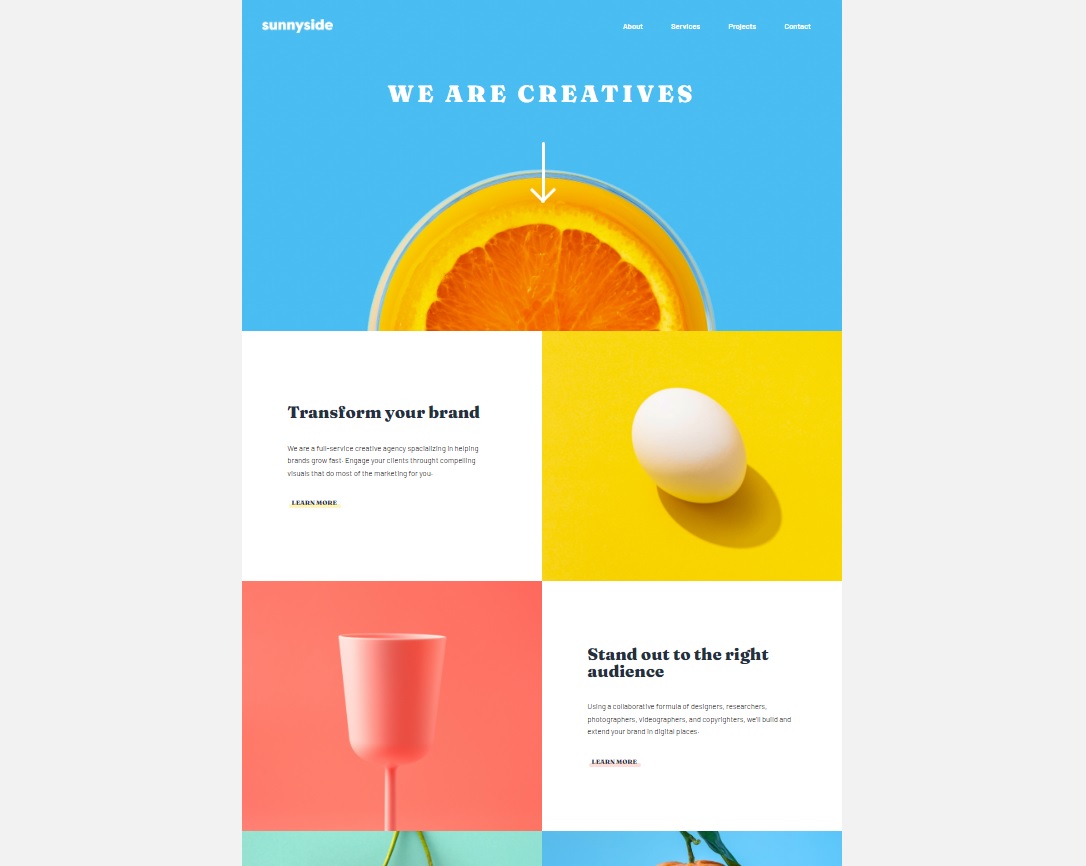 sunnyside
About Services Projects Contact
WE ARE CREATIVES
Transform your brand
We are a full-service creative agency spacializing in helping
brands grow fast. Engage your clients throught compelling
visuals that do most of the marketing for you.
LEARN MORE
Stand out to the right
audience
Using a collaborative formula of designers, researchers,
photographers, videographers, and copyrighters, we'll build and
extend your brand in digital places.
LEARN MORE